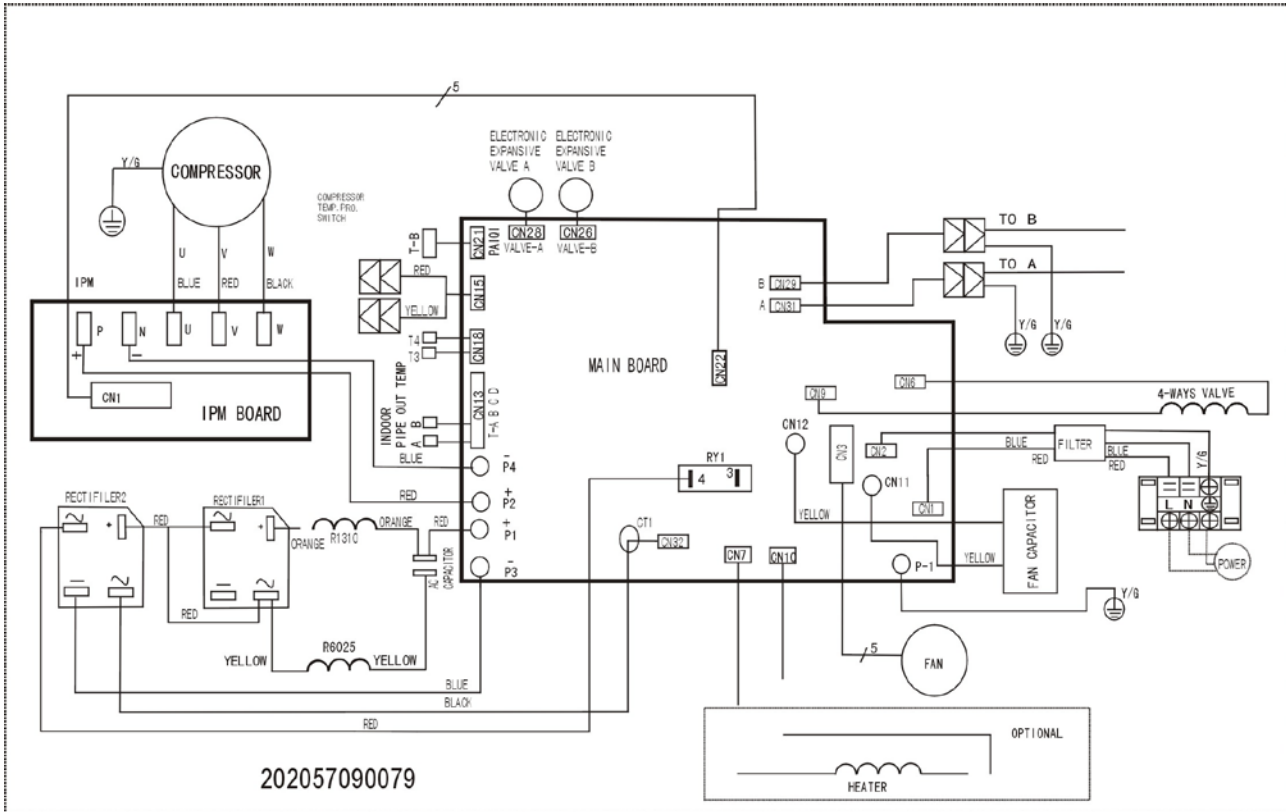 5
ELECTRONIC
EXPANSIVE
VALVE A
ELECTRONIC
EXPANSIVE
VALVE B
Y/G
COMPRESSOR
COMPRESSOR
TEMP.PRO.
SWITCH
U
V
W
BLUE
RED
BLACK
IPM
P
N
U
V
W
+
−
CN1
IPM BOARD
T-B
CN21
PAIQI
CN28
VALVE-A
CN26
VALVE-B
RED
YELLOW
CN15
T4
T3
CN18
INDOOR
PIPE OUT TEMP
B
A
CN13
T-A B C D
MAIN BOARD
CN22
B
CN29
A
CN31
TO B
TO A
Y/G
Y/G
CN9
CN6
4-WAYS VALVE
CN12
CN3
CN2
CN11
CN1
BLUE
RED
FILTER
BLUE
RED
Y/G
L
N
POWER
YELLOW
YELLOW
FAN CAPACITOR
P-1
Y/G
BLUE
−
P4
RED
+
P2
RED
+
P1
−
P3
RY1
4
3
CT1
CN32
CN7
CN10
RECTIFILER2
+
RED
RECTIFILER1
+
ORANGE
R1310
ORANGE
AC
CAPACITOR
RED
YELLOW
R6025
YELLOW
BLUE
BLACK
RED
5
FAN
OPTIONAL
HEATER
202057090079